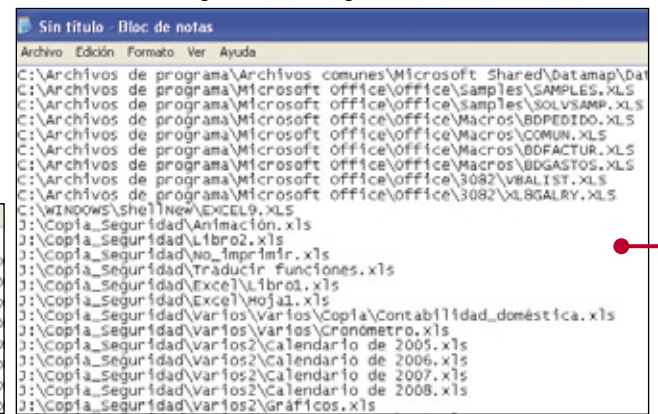 Sin título - Bloc de notas
Archivo Edición Formato Ver Ayuda
C:\Archivos de programa\Archivos comunes\Microsoft Shared\Datamap\Dat
C:\Archivos de programa\Microsoft Office\Office\Samples\SAMPLES.XLS
C:\Archivos de programa\Microsoft Office\Office\Samples\SOLVSAMP.XLS
C:\Archivos de programa\Microsoft Office\Office\Macros\BDPEDIDO.XLS
C:\Archivos de programa\Microsoft Office\Office\Macros\COMUN.XLS
C:\Archivos de programa\Microsoft Office\Office\Macros\BDFACTUR.XLS
C:\Archivos de programa\Microsoft Office\Office\Macros\BDGASTOS.XLS
C:\Archivos de programa\Microsoft Office\Office\3082\VBALIST.XLS
C:\Archivos de programa\Microsoft Office\Office\3082\XL8GALRY.XLS
C:\WINDOWS\ShellNew\EXCEL9.XLS
J:\Copia_Seguridad\Animación.xls
J:\Copia_Seguridad\Libro2.xls
J:\Copia_Seguridad\No_imprimir.xls
J:\Copia_Seguridad\Traducir funciones.xls
J:\Copia_Seguridad\Excel\Libro1.xls
J:\Copia_Seguridad\Excel\Hoja1.xls
J:\Copia_Seguridad\Varios\Varios\Copia\Contabilidad_doméstica.xls
J:\Copia_Seguridad\Varios\Varios\Cronómetro.xls
J:\Copia_Seguridad\Varios2\Calendario de 2005.xls
J:\Copia_Seguridad\Varios2\Calendario de 2006.xls
J:\Copia_Seguridad\Varios2\Calendario de 2007.xls
J:\Copia_Seguridad\Varios2\Calendario de 2008.xls
J:\Copia_Seguridad\Varios2\Gráficos.xls